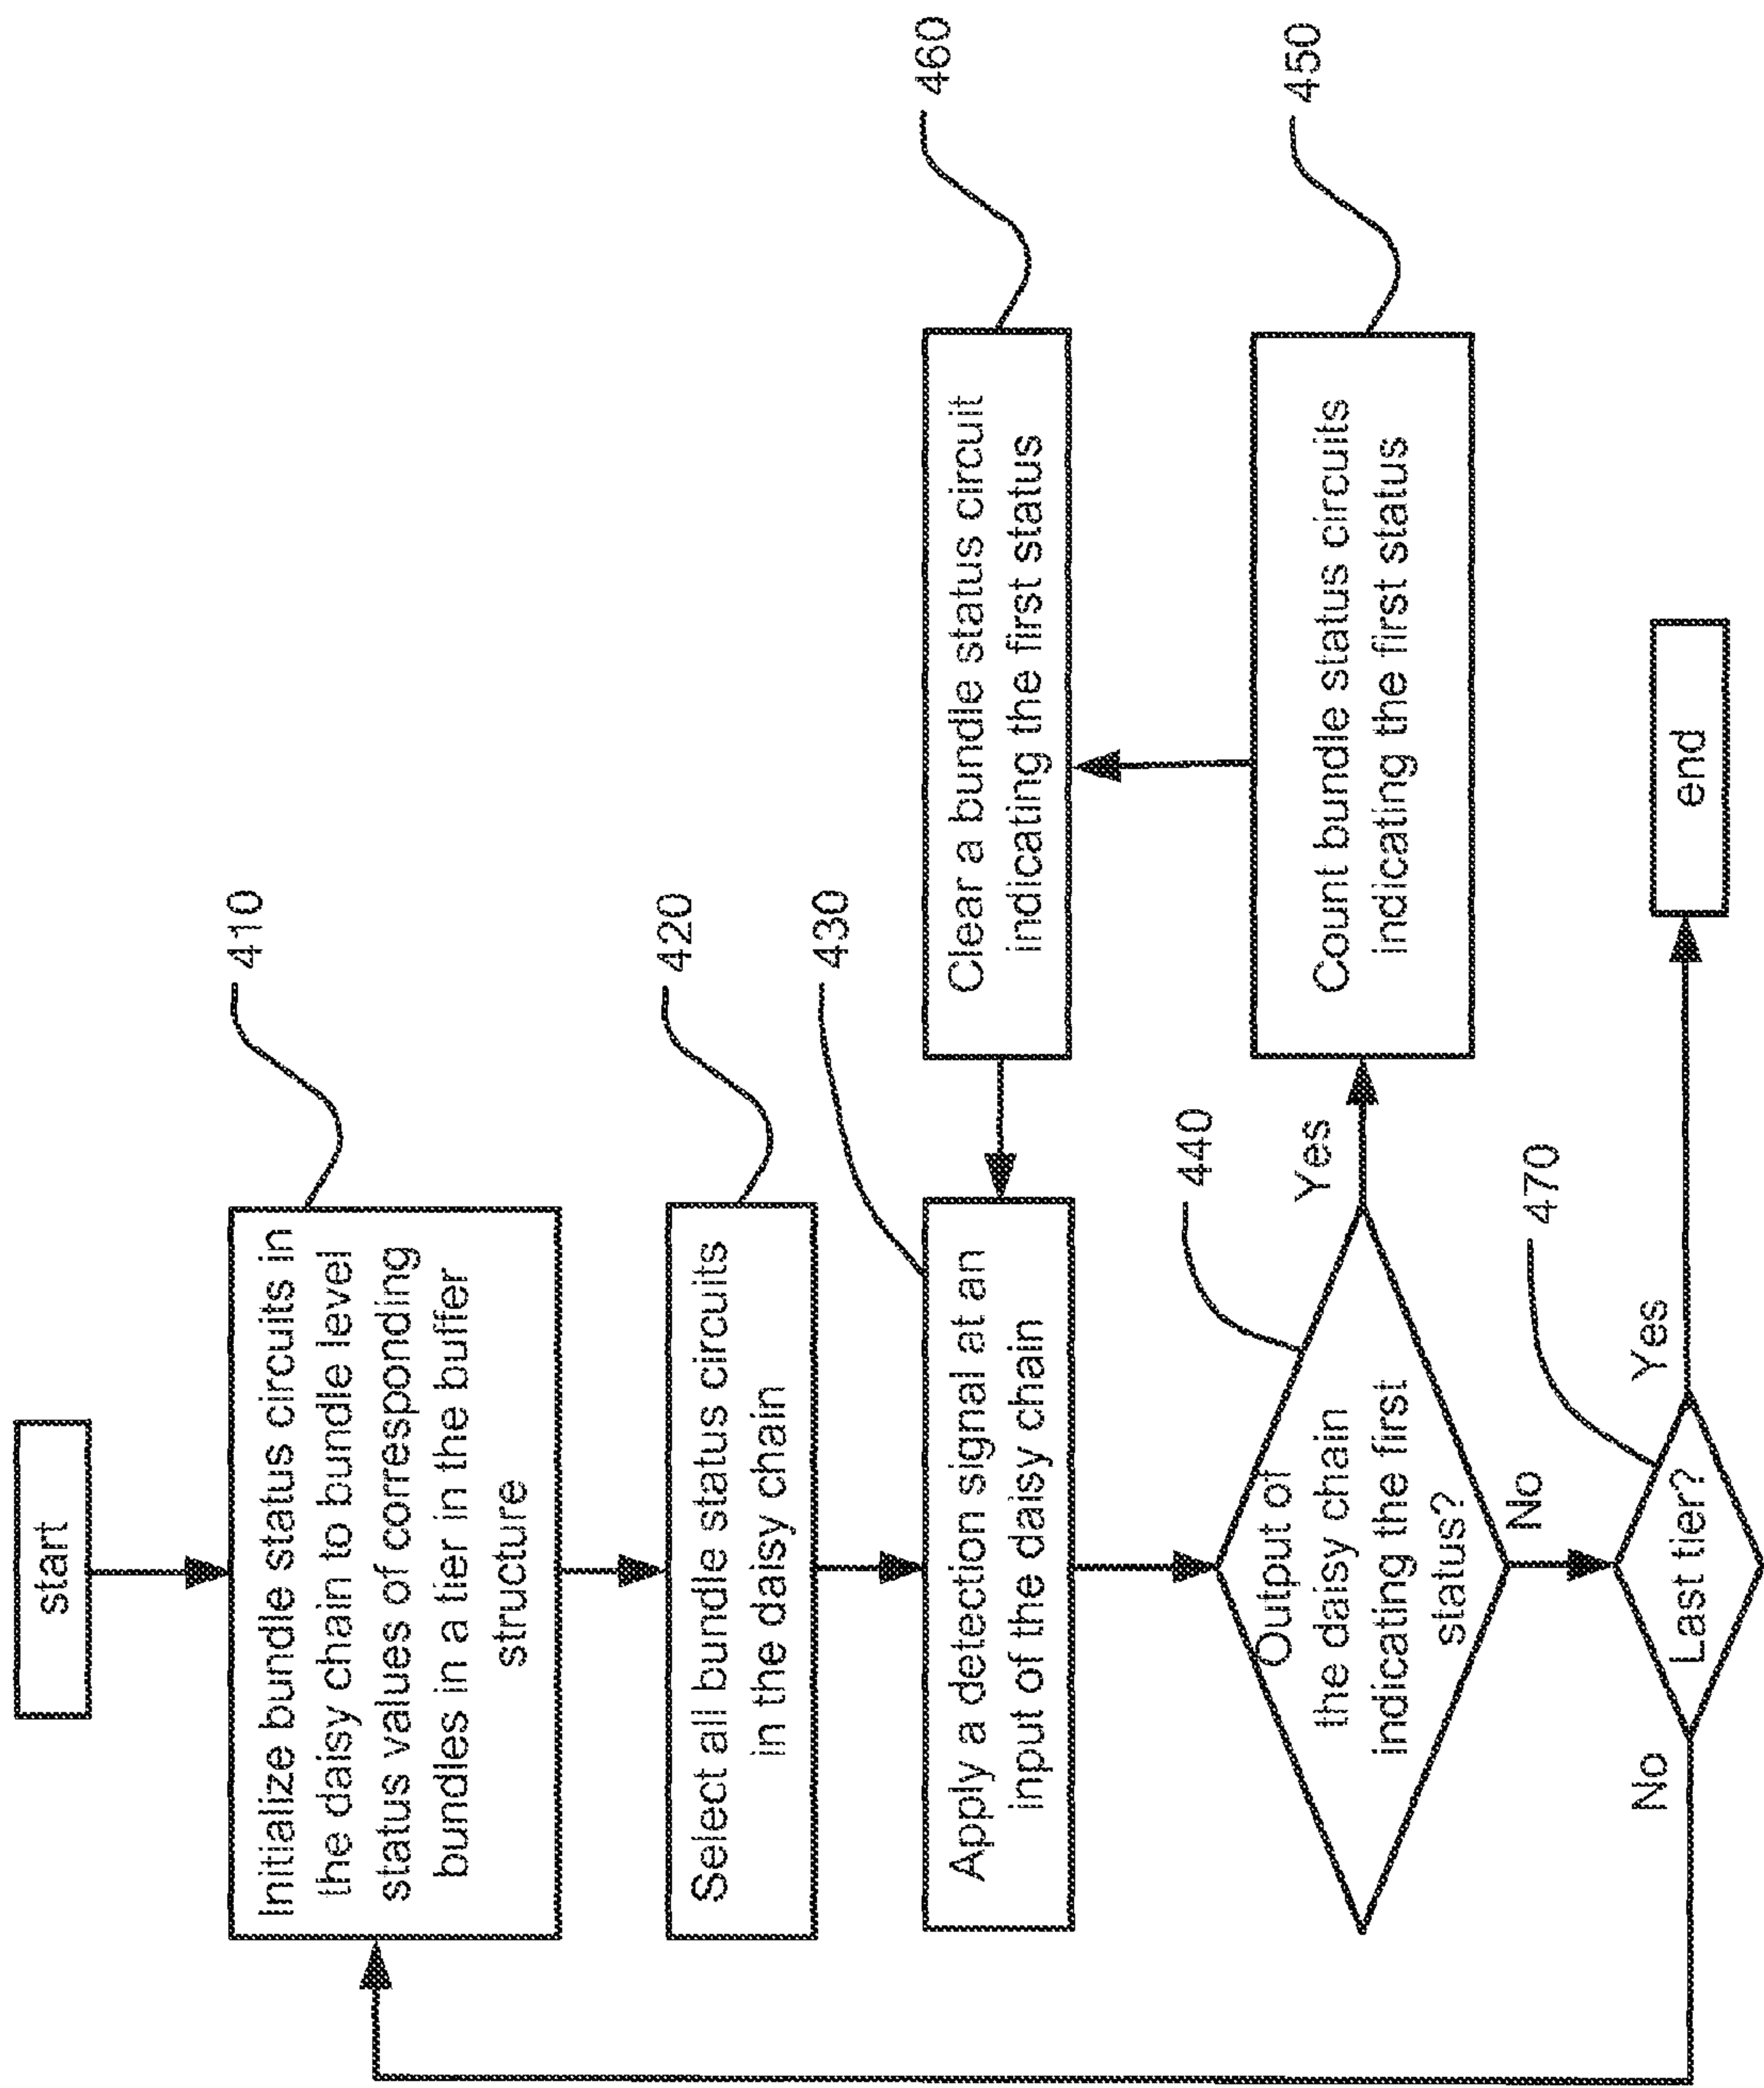 start
410
Initialize bundle status circuits in
the daisy chain to bundle level
status values of corresponding
bundles in a tier in the buffer
structure
420
Select all bundle status circuits
in the daisy chain
430
Apply a detection signal at an
input of the daisy chain
460
Clear a bundle status circuit
indicating the first status
440
Output of
the daisy chain
indicating the first
status?
Yes
450
Count bundle status circuits
indicating the first status
No
470
Last tier?
Yes
end
No